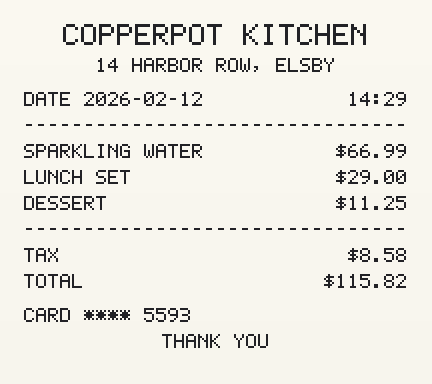 COPPERPOT KITCHEN
14 HARBOR ROW, ELSBY
DATE 2026-02-12 14:29
--------------------------------
SPARKLING WATER $66.99
LUNCH SET $29.00
DESSERT $11.25
--------------------------------
TAX $8.58
TOTAL $115.82
CARD **** 5593
THANK YOU